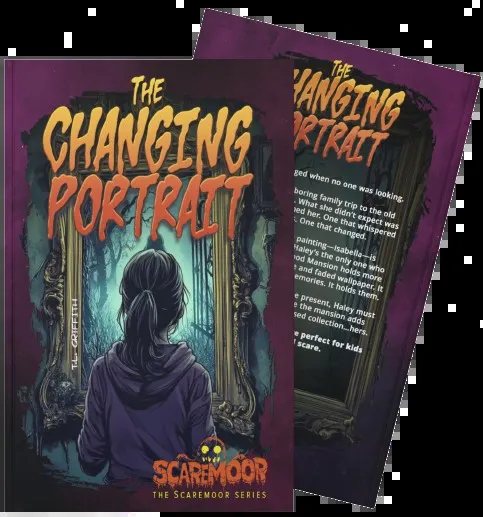 THE
CHANGING
PORTRAIT
T.L. GRIFFITH
SCAREMOOR
THE SCAREMOOR SERIES
THE
HANGING
RTRAIT
ged when no one was looking.
boring family trip to the old
. What she didn't expect was
ed her. One that whispered
. One that changed.
painting—Isabella—is
Haley's the only one who
od Mansion holds more
e and faded wallpaper. It
emories. It holds them.
e present, Haley must
e the mansion adds
sed collection...hers.
e perfect for kids
scare.